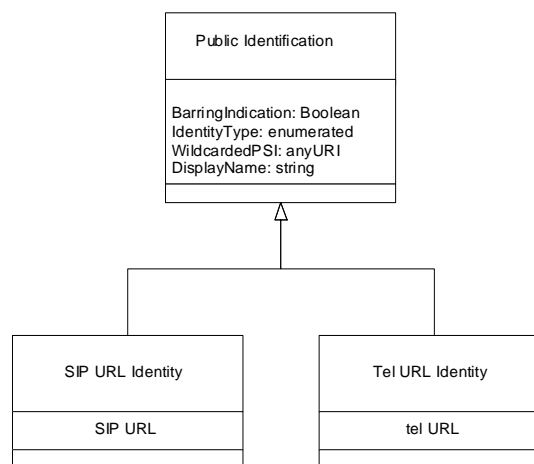 Public Identification
BarringIndication: Boolean
IdentityType: enumerated
WildcardedPSI: anyURI
DisplayName: string
SIP URL Identity
Tel URL Identity
SIP URL
tel URL